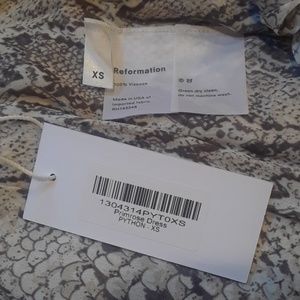 XS
Reformation
100% Viscose
Made in USA of
imported fabric
Green dry clean,
do not machine wash.
1304314PYT0XS
Primrose Dress
PYTHON - XS